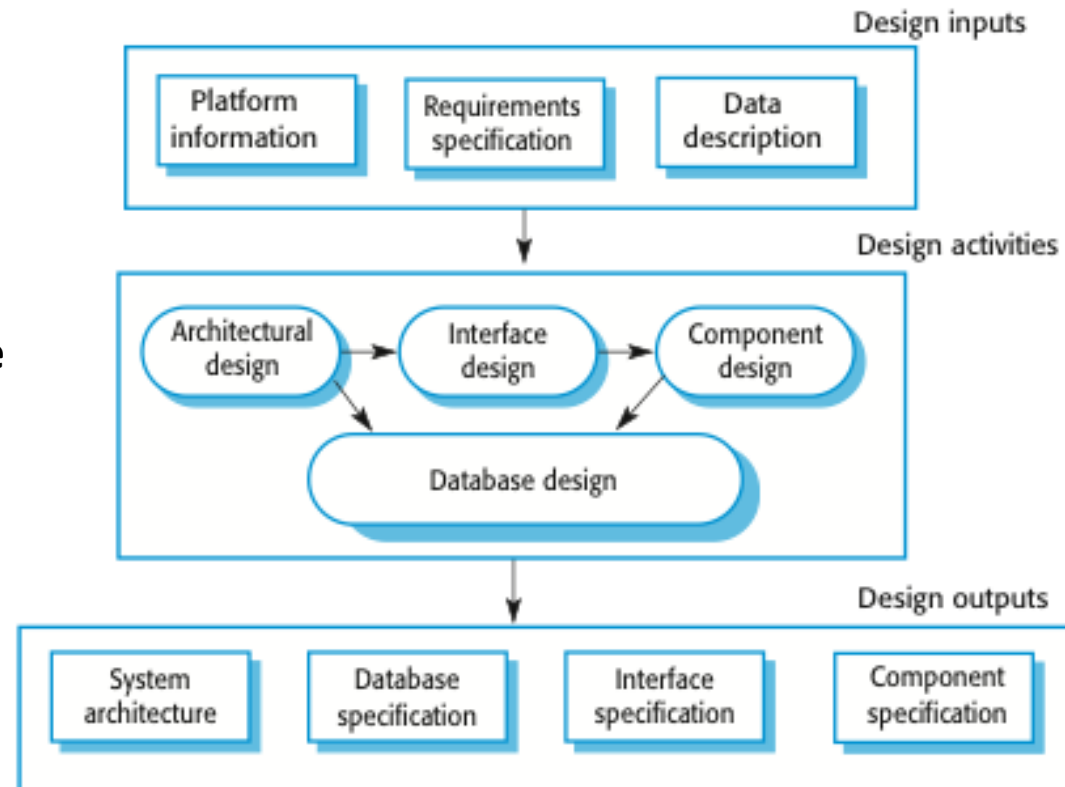 Design inputs
Platform
information
Requirements
specification
Data
description
Design activities
Architectural
design
Interface
design
Component
design
e
Database design
Design outputs
System
architecture
Database
specification
Interface
specification
Component
specification